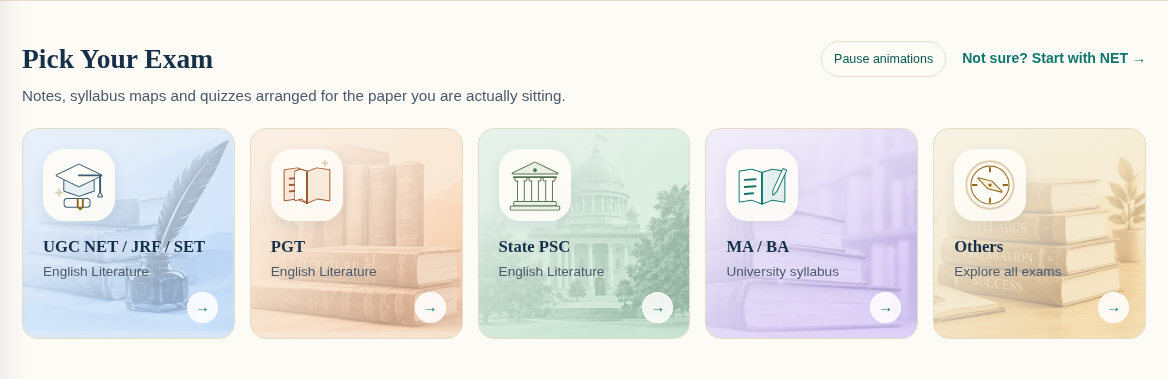 Pick Your Exam
Pause animations
Not sure? Start with NET →
Notes, syllabus maps and quizzes arranged for the paper you are actually sitting.
UGC NET / JRF / SET
English Literature
→
PGT
English Literature
→
State PSC
English Literature
→
MA / BA
University syllabus
→
SYLLABUS
Others
Explore all exams
SUCCESS
→